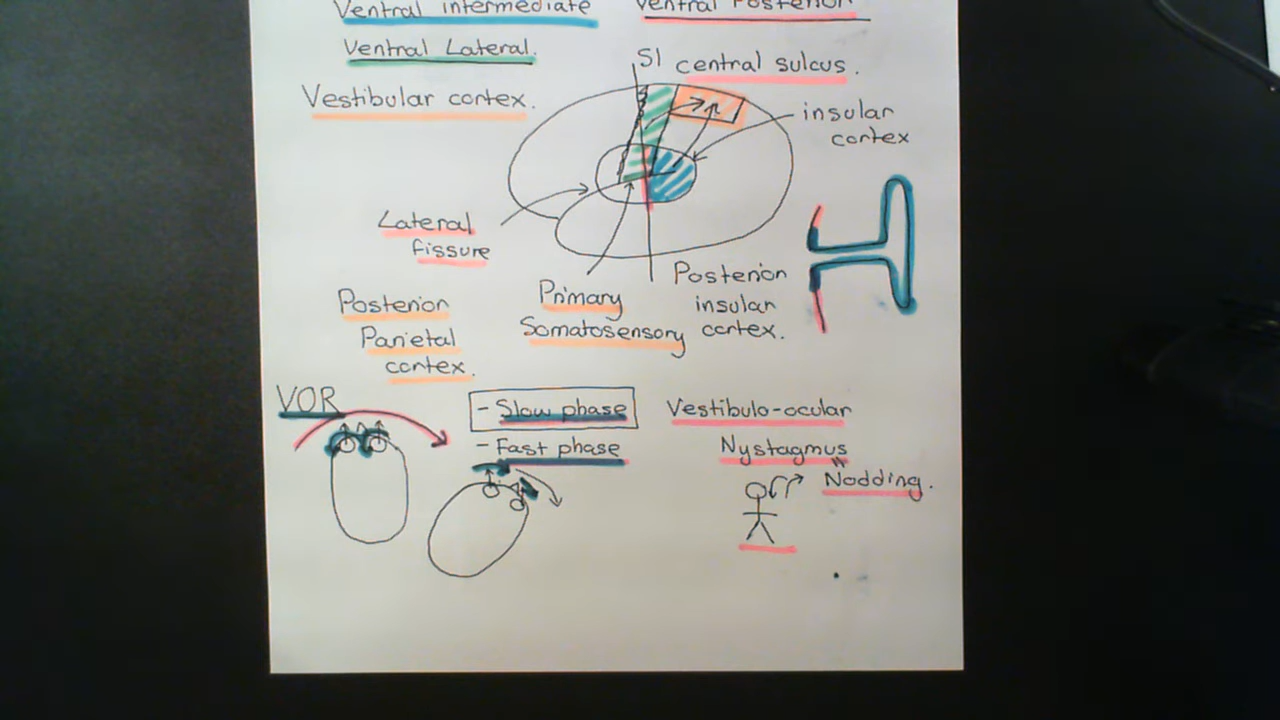 Ventral intermediate
Ventral Posterior
Ventral Lateral.
S1
central sulcus.
Vestibular cortex.
insular
cortex
Lateral
fissure
Posterior
insular
cortex.
Primary
Somatosensory
Posterior
Parietal
cortex.
VOR
- Slow phase
- Fast phase
Vestibulo-ocular
Nystagmus
Nodding.